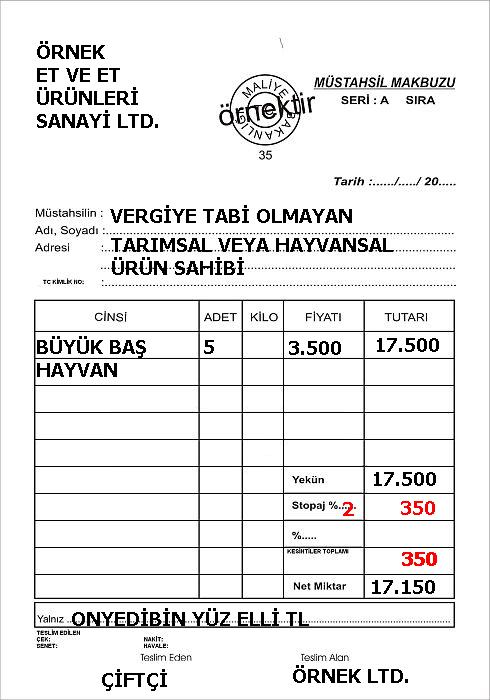 ÖRNEK
ET VE ET
ÜRÜNLERİ
SANAYİ LTD.
MALİYE BAKANLIĞI
örnektir
35
MÜSTAHSİL MAKBUZU
SERİ : A SIRA
Tarih :....../...../ 20.....
Müstahsilin : VERGİYE TABİ OLMAYAN
Adı, Soyadı :
Adresi : TARIMSAL VEYA HAYVANSAL
ÜRÜN SAHİBİ
TC KİMLİK NO: :
CİNSİ ADET KİLO FİYATI TUTARI
BÜYÜK BAŞ 5 3.500 17.500
HAYVAN
Yekün 17.500
Stopaj %..... 2 350
%.....
KESİNTİLER TOPLAMI 350
Net Miktar 17.150
Yalnız ONYEDİBİN YÜZ ELLİ TL
TESLİM EDİLEN
ÇEK: NAKİT:
SENET: HAVALE:
Teslim Eden Teslim Alan
ÇİFTÇİ ÖRNEK LTD.